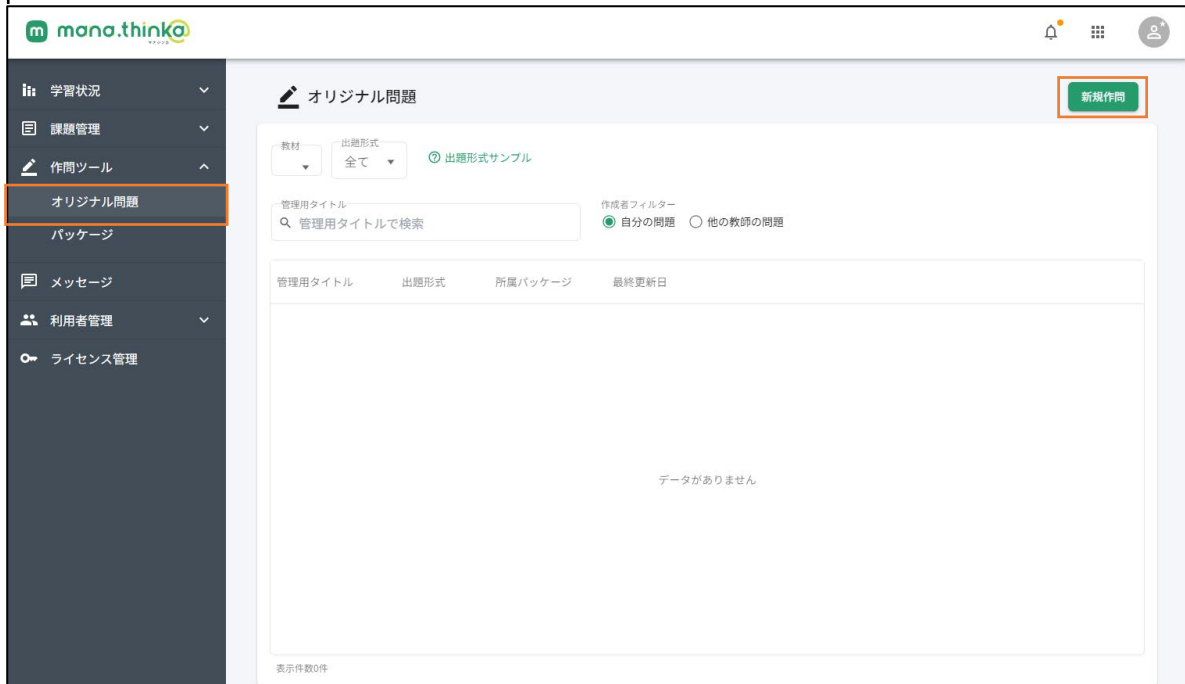 mana.think@
マナシンカ
学習状況
課題管理
作問ツール
オリジナル問題
パッケージ
メッセージ
利用者管理
ライセンス管理
オリジナル問題
新規作問
教材
出題形式
全て
出題形式サンプル
管理用タイトル
管理用タイトルで検索
作成者フィルター
自分の問題 他の教師の問題
管理用タイトル 出題形式 所属パッケージ 最終更新日
データがありません
表示件数0件